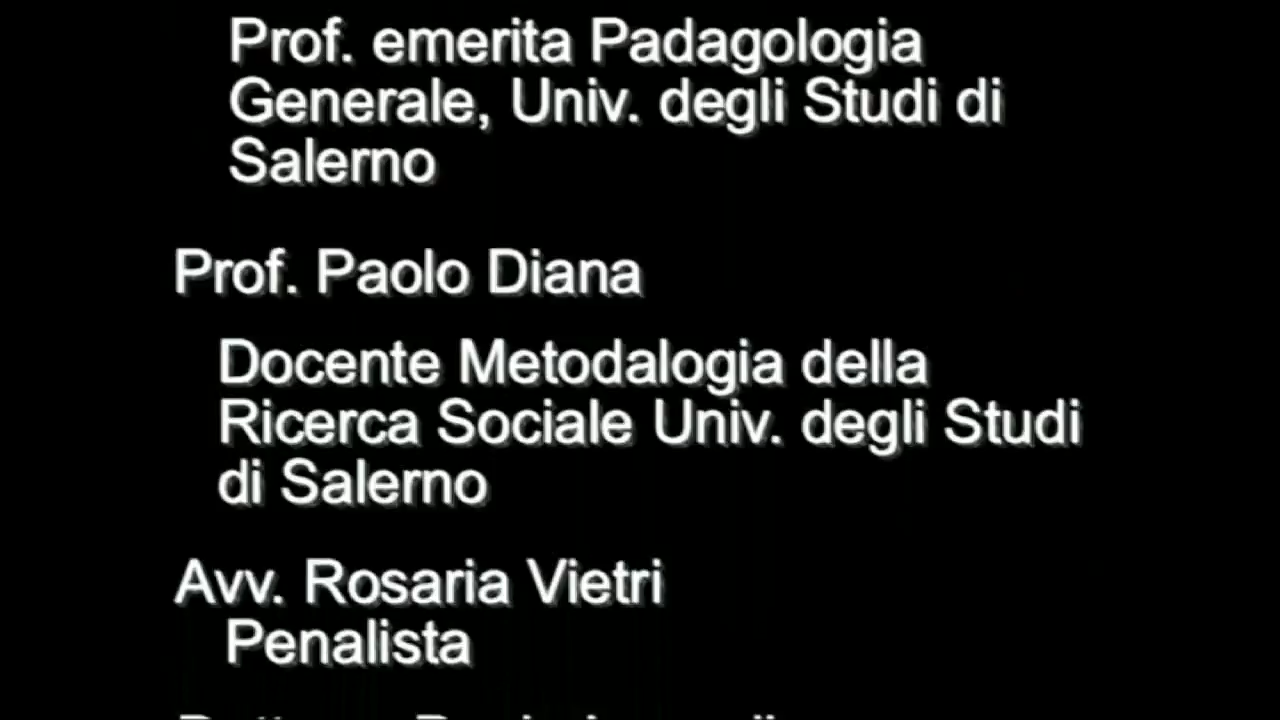 Prof. emerita Padagologia
Generale, Univ. degli Studi di
Salerno
Prof. Paolo Diana
Docente Metodalogia della
Ricerca Sociale Univ. degli Studi
di Salerno
Avv. Rosaria Vietri
Penalista